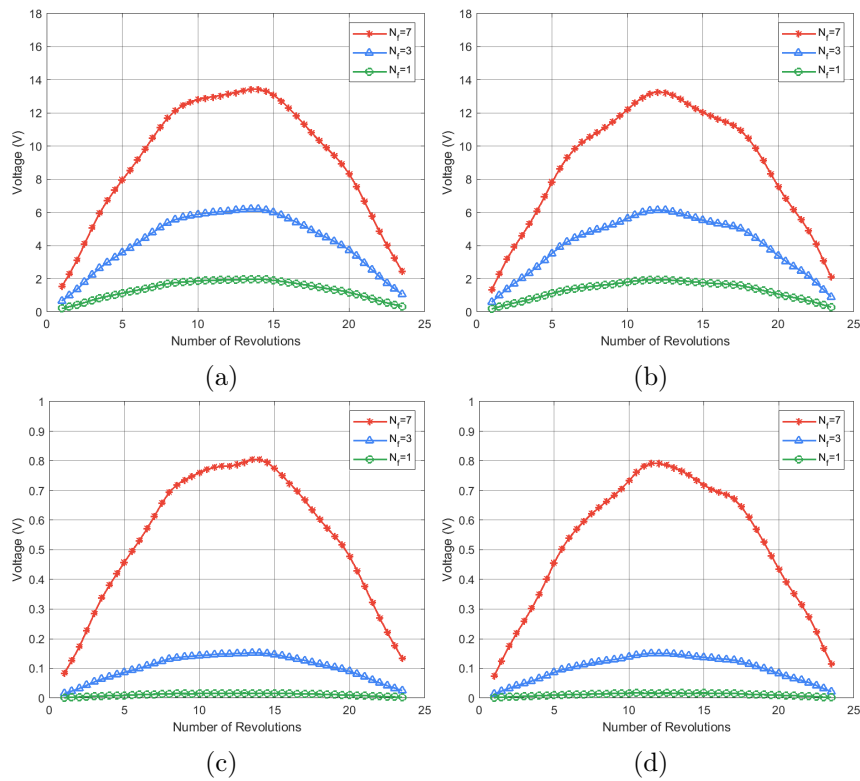 18
16
14
12
10
8
6
4
2
0
Voltage (V)
0 5 10 15 20 25
Number of Revolutions
N_f=7
N_f=3
N_f=1
(a)
18
16
14
12
10
8
6
4
2
0
Voltage (V)
0 5 10 15 20 25
Number of Revolutions
N_f=7
N_f=3
N_f=1
(b)
1
0.9
0.8
0.7
0.6
0.5
0.4
0.3
0.2
0.1
0
Voltage (V)
0 5 10 15 20 25
Number of Revolutions
N_f=7
N_f=3
N_f=1
(c)
1
0.9
0.8
0.7
0.6
0.5
0.4
0.3
0.2
0.1
0
Voltage (V)
0 5 10 15 20 25
Number of Revolutions
N_f=7
N_f=3
N_f=1
(d)